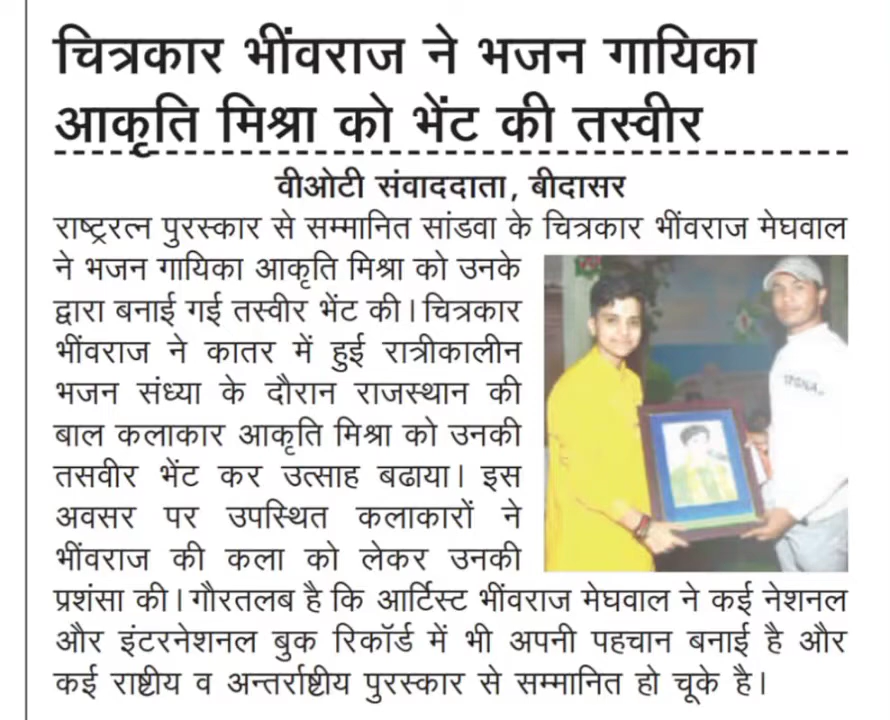 चित्रकार भींवराज ने भजन गायिका
आकृति मिश्रा को भेंट की तस्वीर
वीओटी संवाददाता, बीदासर
राष्ट्ररत्न पुरस्कार से सम्मानित सांडवा के चित्रकार भींवराज मेघवाल
ने भजन गायिका आकृति मिश्रा को उनके
द्वारा बनाई गई तस्वीर भेंट की। चित्रकार
भींवराज ने कातर में हुई रात्रीकालीन
भजन संध्या के दौरान राजस्थान की
बाल कलाकार आकृति मिश्रा को उनकी
तसवीर भेंट कर उत्साह बढाया। इस
अवसर पर उपस्थित कलाकारों ने
भींवराज की कला को लेकर उनकी
प्रशंसा की। गौरतलब है कि आर्टिस्ट भींवराज मेघवाल ने कई नेशनल
और इंटरनेशनल बुक रिकॉर्ड में भी अपनी पहचान बनाई है और
कई राष्टीय व अन्तर्राष्टीय पुरस्कार से सम्मानित हो चूके है।